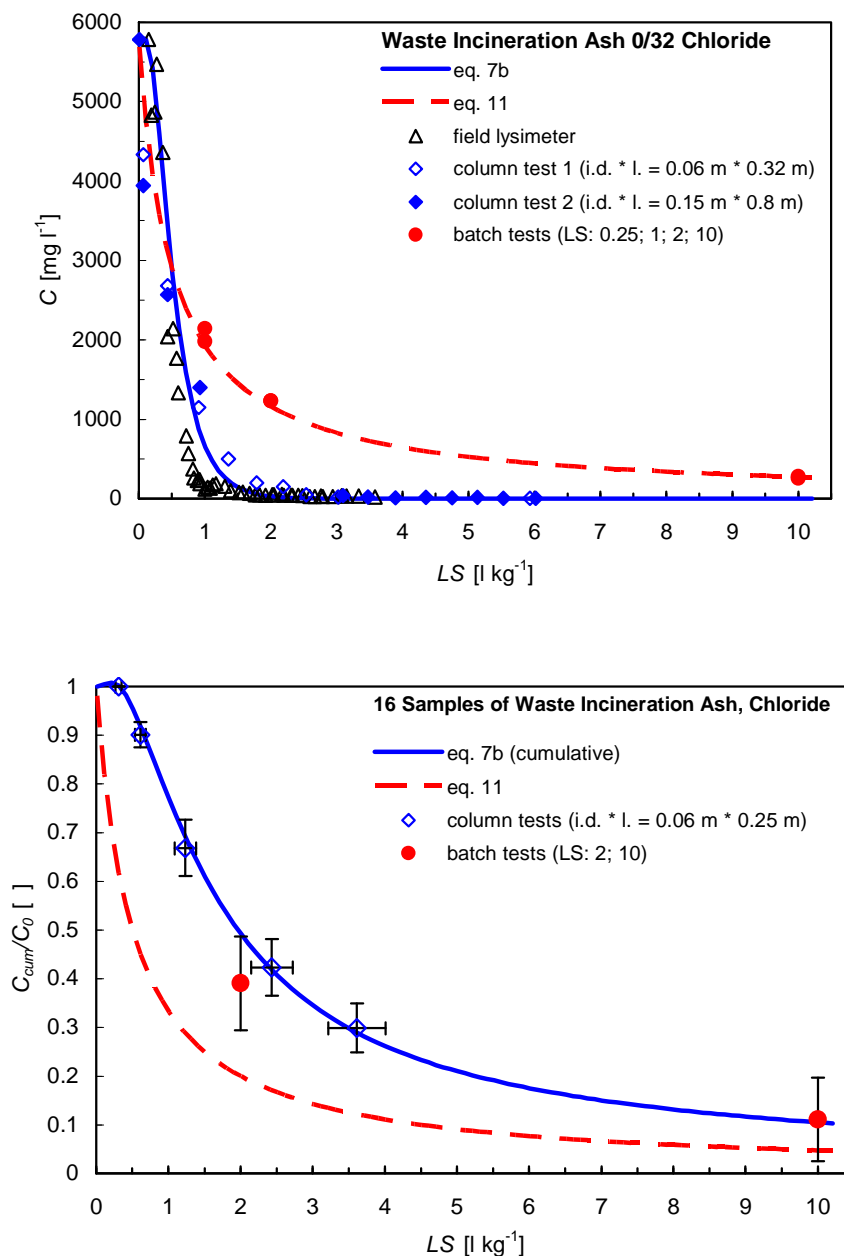 6000
5000
4000
3000
2000
1000
0
C [mg l-1]
Waste Incineration Ash 0/32 Chloride
eq. 7b
eq. 11
field lysimeter
column test 1 (i.d. * l. = 0.06 m * 0.32 m)
column test 2 (i.d. * l. = 0.15 m * 0.8 m)
batch tests (LS: 0.25; 1; 2; 10)
0 1 2 3 4 5 6 7 8 9 10
LS [l kg-1]
1
0.9
0.8
0.7
0.6
0.5
0.4
0.3
0.2
0.1
0
Ccum/C0 [ ]
16 Samples of Waste Incineration Ash, Chloride
eq. 7b (cumulative)
eq. 11
column tests (i.d. * l. = 0.06 m * 0.25 m)
batch tests (LS: 2; 10)
0 1 2 3 4 5 6 7 8 9 10
LS [l kg-1]